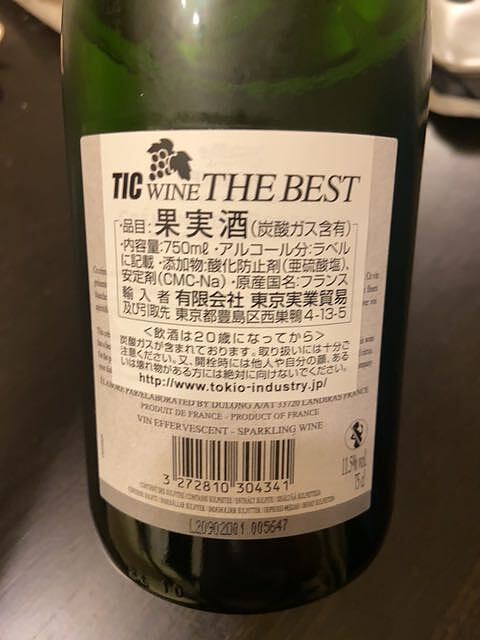 TIC WINE THE BEST
・品目:果実酒(炭酸ガス含有)
・内容量:750mℓ・アルコール分:ラベル
に記載・添加物:酸化防止剤(亜硫酸塩)、
安定剤(CMC-Na)・原産国名:フランス
輸入者 有限会社 東京実業貿易
及び引取先 東京都豊島区西巣鴨4-13-5
<飲酒は20歳になってから>
炭酸ガスが含まれております。取り扱いには十分ご
注意ください。又、開栓時には他人や自分の顔、ある
いは壊れ物がある方には絶対に向けないでください。
http://www.tokio-industry.jp/
ELABORÉ PAR/ELABORATED BY DULONG A/AT 33720 LANDIRAS FRANCE
PRODUIT DE FRANCE - PRODUCT OF FRANCE
VIN EFFERVESCENT - SPARKLING WINE
11.5% vol.
75 cl
3 272810 304341
L20902001 005647